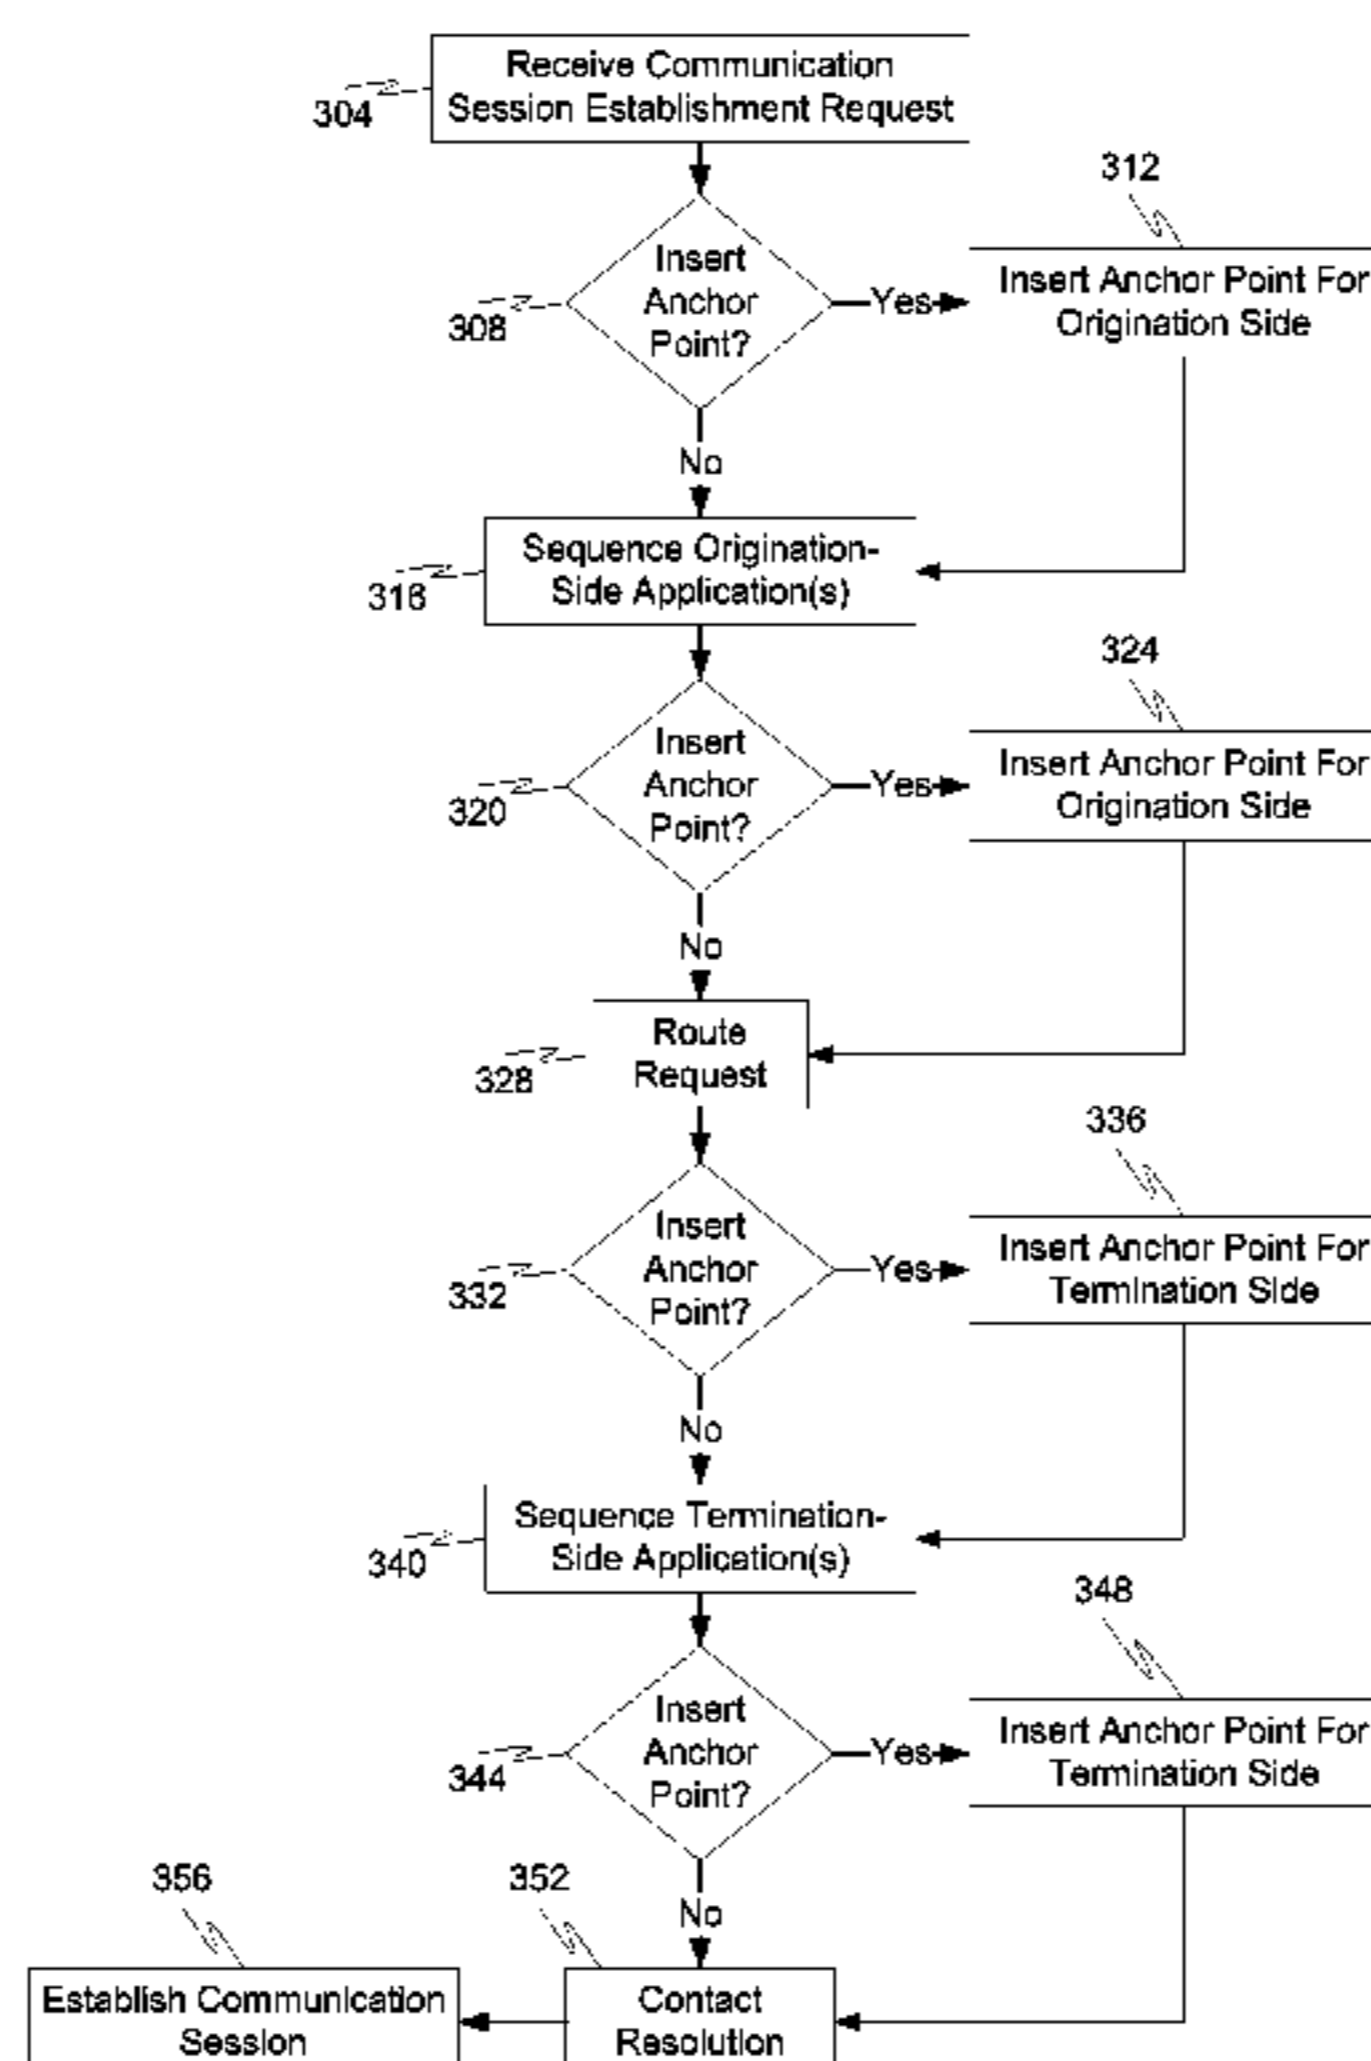 Receive Communication
Session Establishment Request
304
312
Insert
Anchor
Point?
308
Yes
Insert Anchor Point For
Origination Side
No
Sequence Origination-
Side Application(s)
316
324
Insert
Anchor
Point?
320
Yes
Insert Anchor Point For
Origination Side
No
Route
Request
328
336
Insert
Anchor
Point?
332
Yes
Insert Anchor Point For
Termination Side
No
Sequence Termination-
Side Application(s)
340
348
Insert
Anchor
Point?
344
Yes
Insert Anchor Point For
Termination Side
356
352
No
Establish Communication
Session
Contact
Resolution